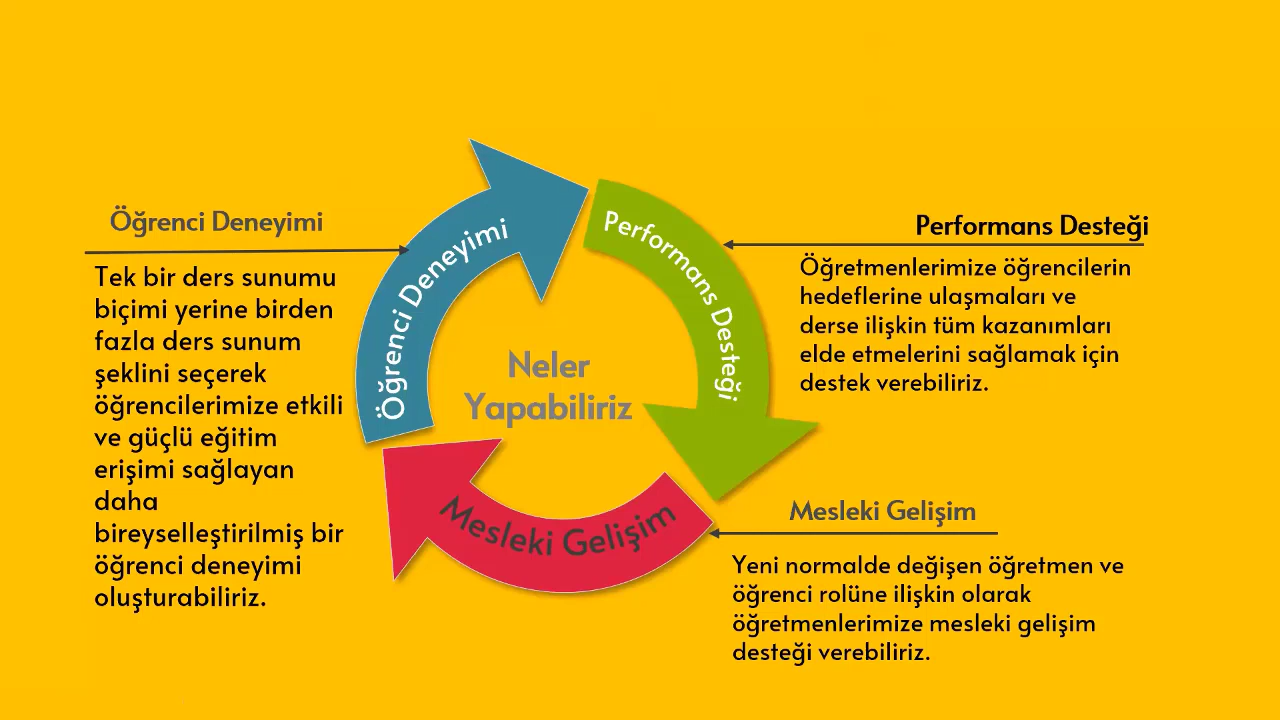 Öğrenci Deneyimi
Tek bir ders sunumu
biçimi yerine birden
fazla ders sunum
şeklini seçerek
öğrencilerimize etkili
ve güçlü eğitim
erişimi sağlayan
daha
bireyselleştirilmiş bir
öğrenci deneyimi
oluşturabiliriz.
Öğrenci Deneyimi
Performans Desteği
Mesleki Gelişim
Neler
Yapabiliriz
Performans Desteği
Öğretmenlerimize öğrencilerin
hedeflerine ulaşmaları ve
derse ilişkin tüm kazanımları
elde etmelerini sağlamak için
destek verebiliriz.
Mesleki Gelişim
Yeni normalde değişen öğretmen ve
öğrenci rolüne ilişkin olarak
öğretmenlerimize mesleki gelişim
desteği verebiliriz.